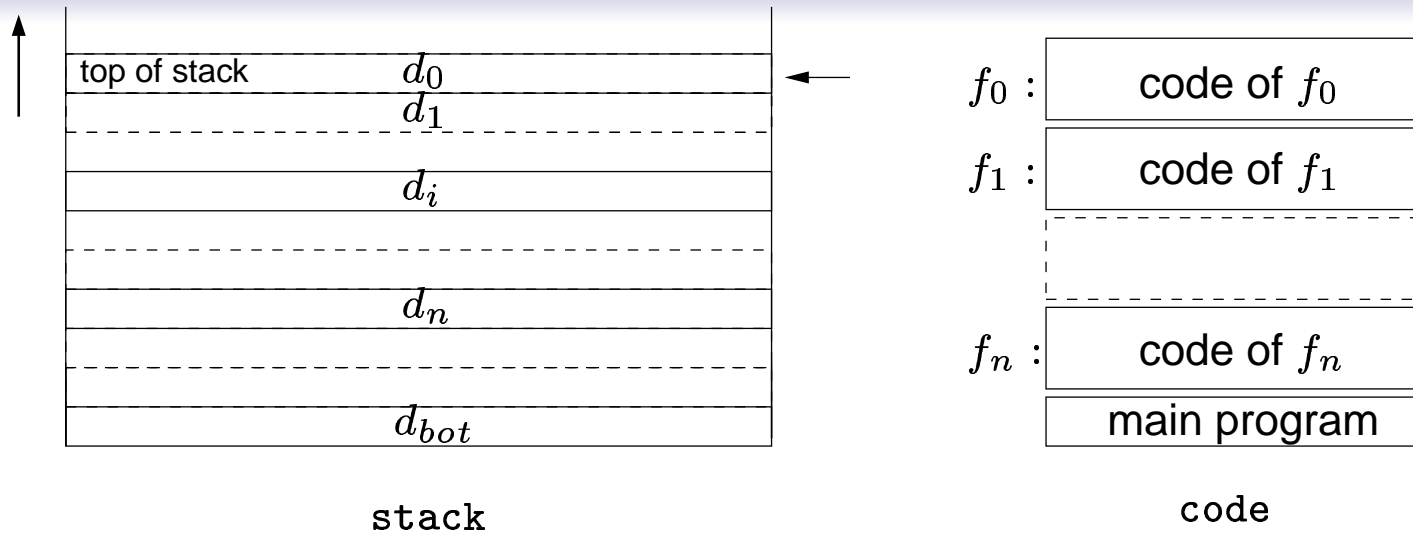 top of stack d₀
d₁
dᵢ
dₙ
d_bot
stack
f₀ : code of f₀
f₁ : code of f₁
fₙ : code of fₙ
main program
code